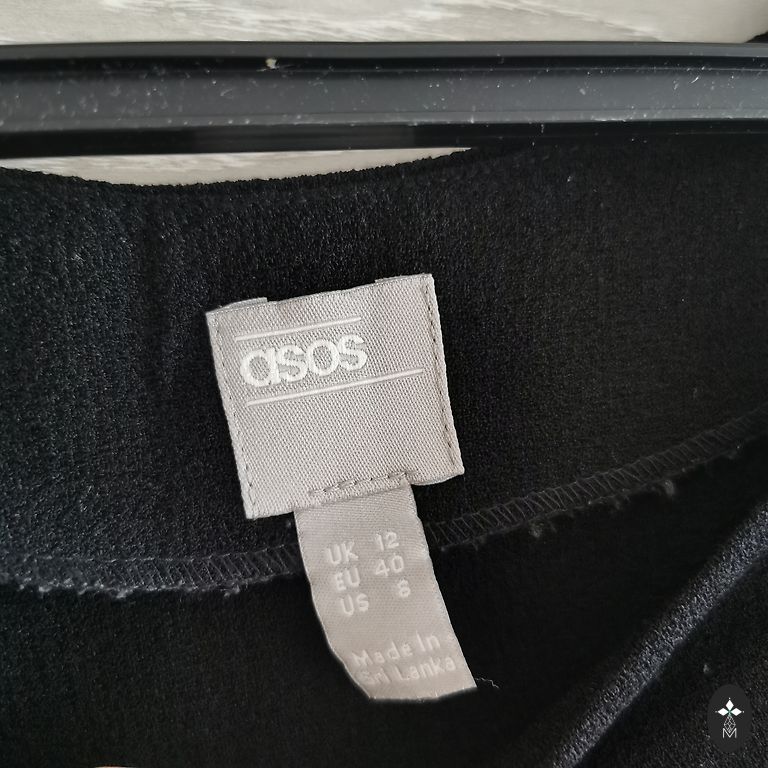 asos
UK 12
EU 40
US 8
Made In
Sri Lanka
M